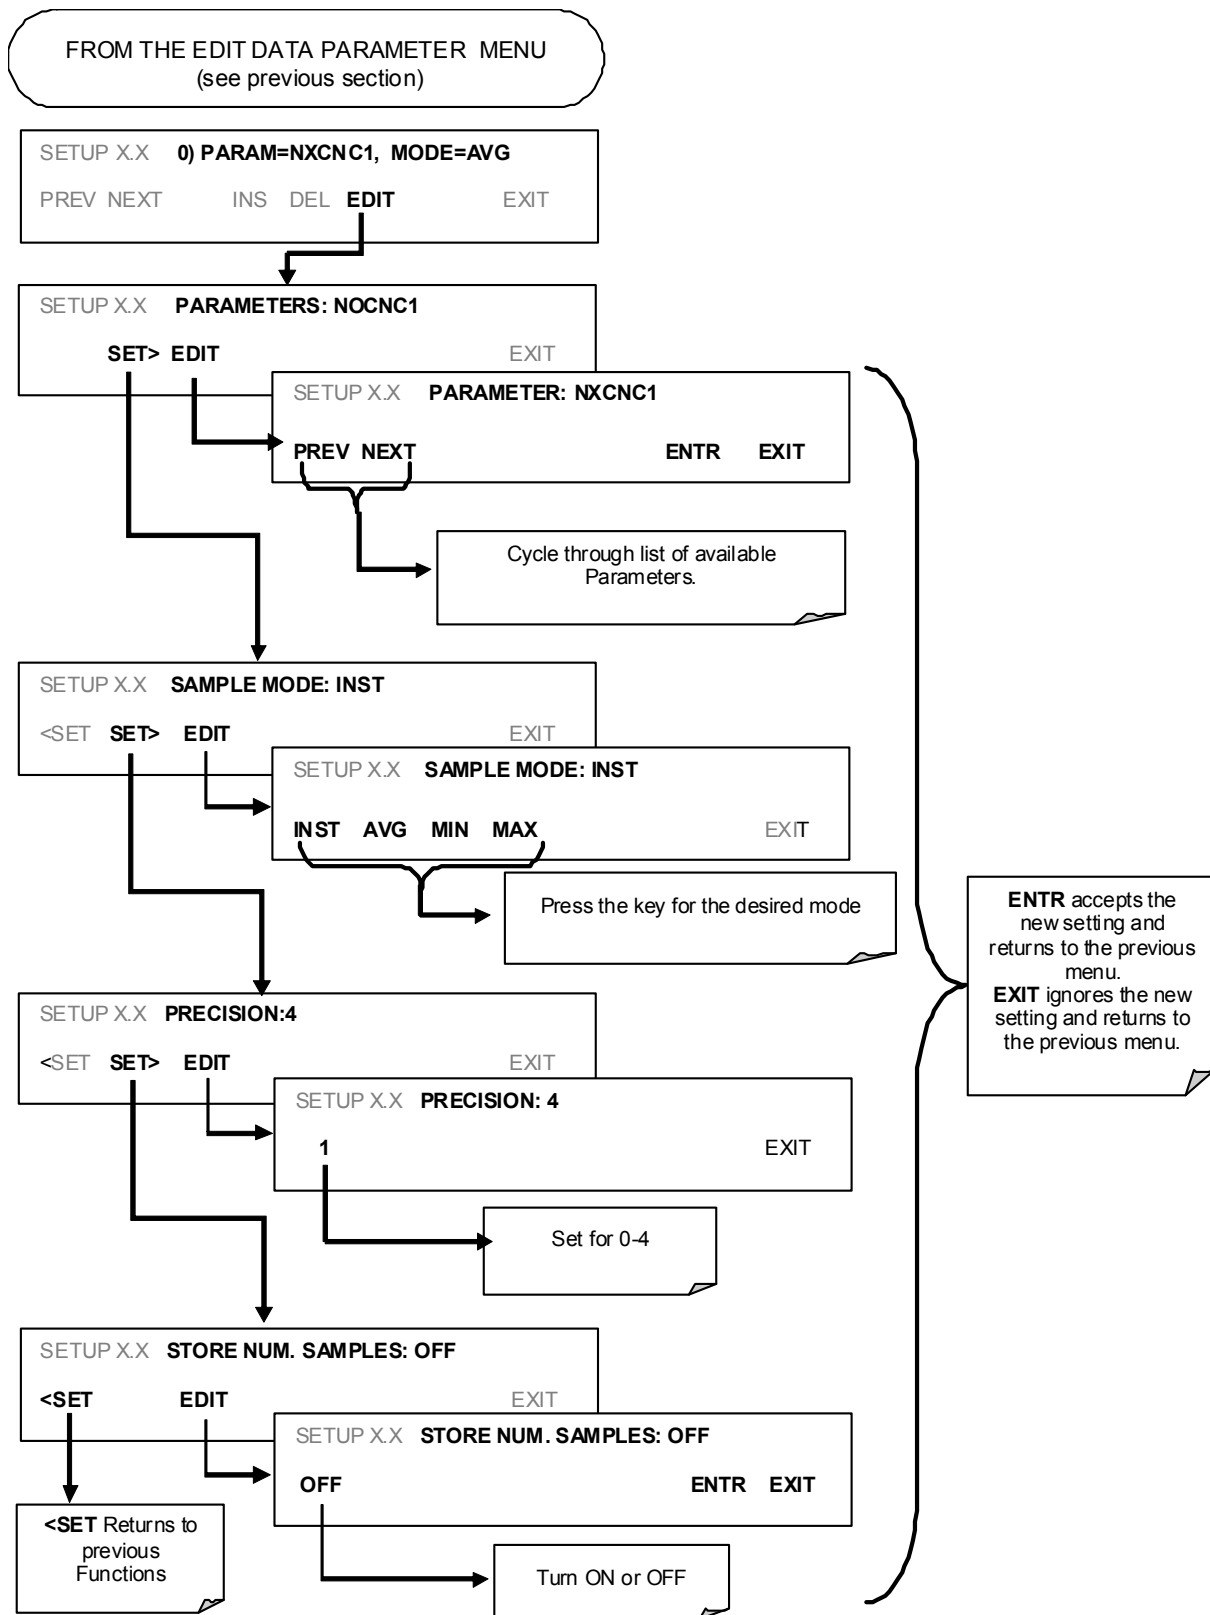 FROM THE EDIT DATA PARAMETER MENU
(see previous section)
SETUP X.X 0) PARAM=NXCNC1, MODE=AVG
PREV NEXT INS DEL EDIT EXIT
SETUP X.X PARAMETERS: NOCNC1
SET> EDIT EXIT
SETUP X.X PARAMETER: NXCNC1
PREV NEXT ENTR EXIT
Cycle through list of available
Parameters.
SETUP X.X SAMPLE MODE: INST
<SET SET> EDIT EXIT
SETUP X.X SAMPLE MODE: INST
INST AVG MIN MAX EXIT
Press the key for the desired mode
ENTR accepts the
new setting and
returns to the previous
menu.
EXIT ignores the new
setting and returns to
the previous menu.
SETUP X.X PRECISION:4
<SET SET> EDIT EXIT
SETUP X.X PRECISION: 4
1 EXIT
Set for 0-4
SETUP X.X STORE NUM. SAMPLES: OFF
<SET EDIT EXIT
SETUP X.X STORE NUM. SAMPLES: OFF
OFF ENTR EXIT
<SET Returns to
previous
Functions
Turn ON or OFF